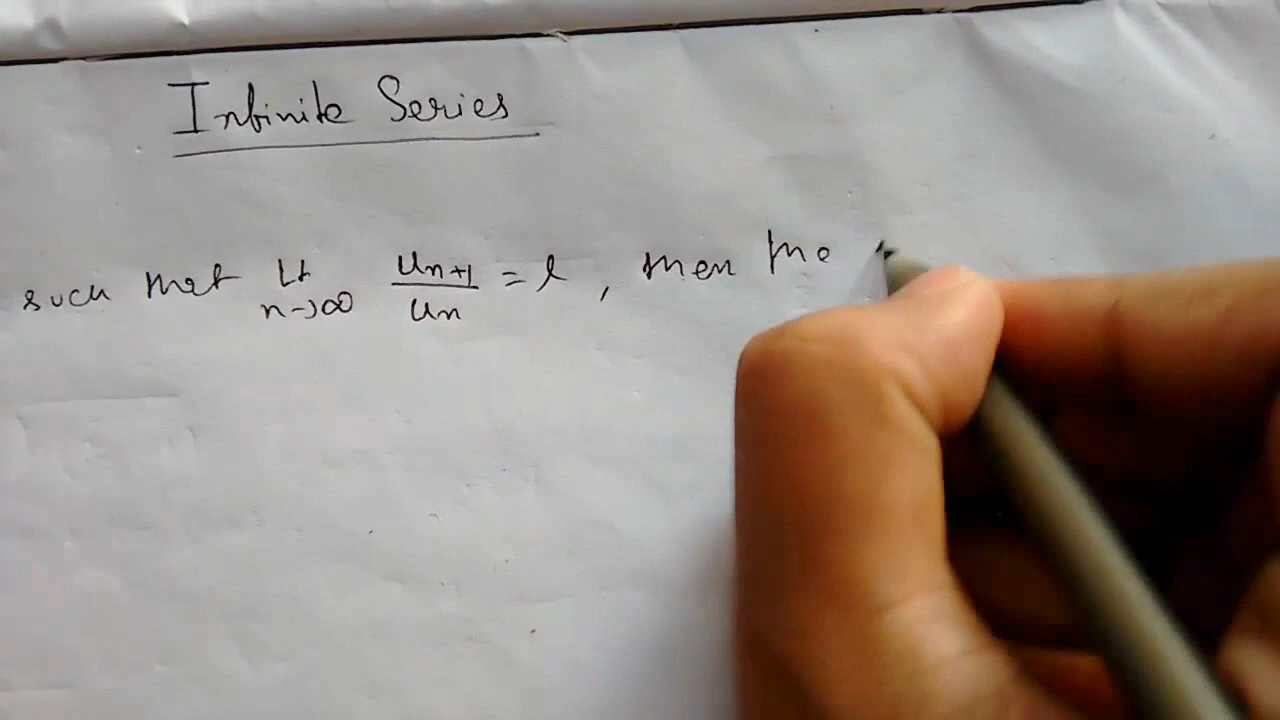 Infinite Series
such that Lt n→∞ un+1/un = l, then the